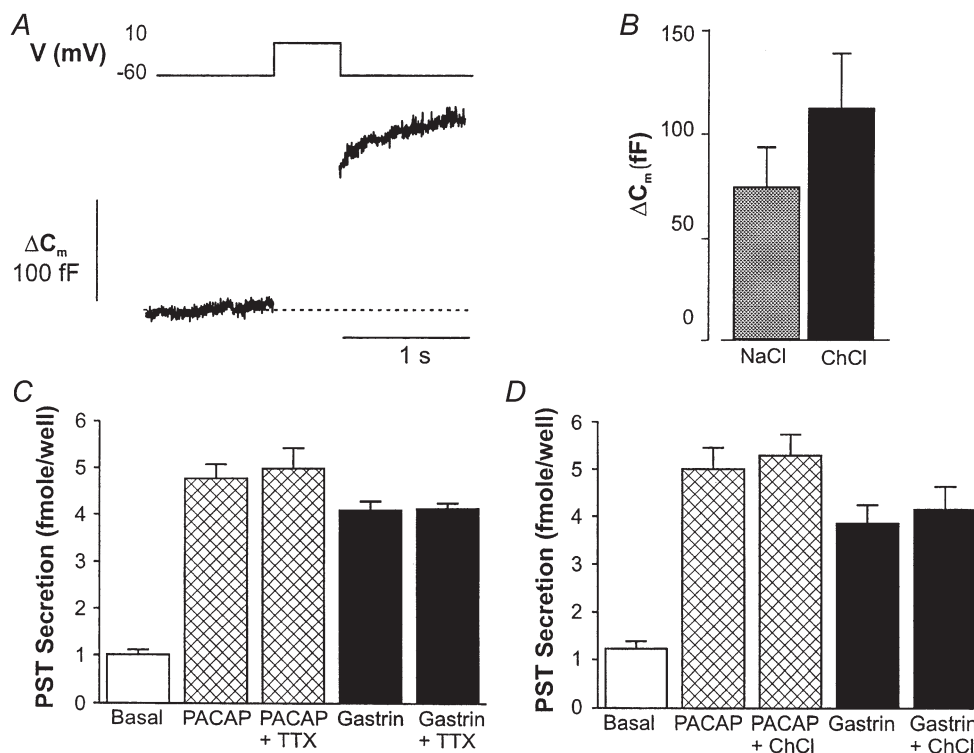 A
V (mV)
10
-60
ΔCm
100 fF
1 s
B
ΔCm (fF)
150
100
50
0
NaCl
ChCl
C
PST Secretion (fmole/well)
6
5
4
3
2
1
0
Basal
PACAP
PACAP
+ TTX
Gastrin
Gastrin
+ TTX
D
PST Secretion (fmole/well)
6
5
4
3
2
1
0
Basal
PACAP
PACAP
+ ChCl
Gastrin
Gastrin
+ ChCl